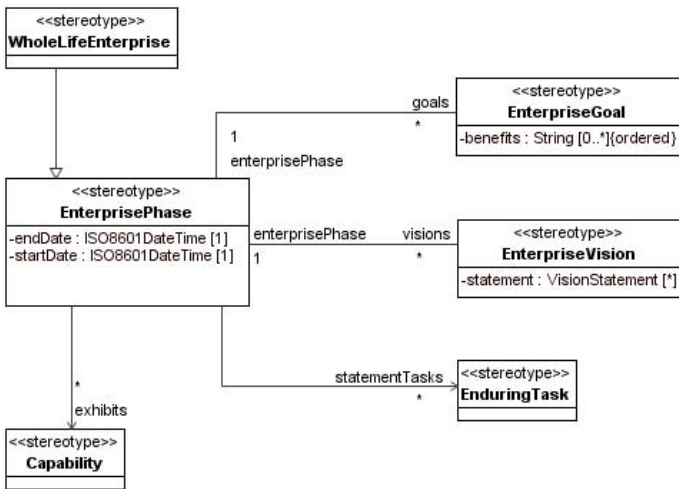 <<stereotype>>
WholeLifeEnterprise
goals
*
1
enterprisePhase
<<stereotype>>
EnterpriseGoal
-benefits : String [0..*]{ordered}
<<stereotype>>
EnterprisePhase
-endDate : ISO8601DateTime [1]
-startDate : ISO8601DateTime [1]
enterprisePhase
1
visions
*
<<stereotype>>
EnterpriseVision
-statement : VisionStatement [*]
statementTasks
*
<<stereotype>>
EnduringTask
*
exhibits
<<stereotype>>
Capability